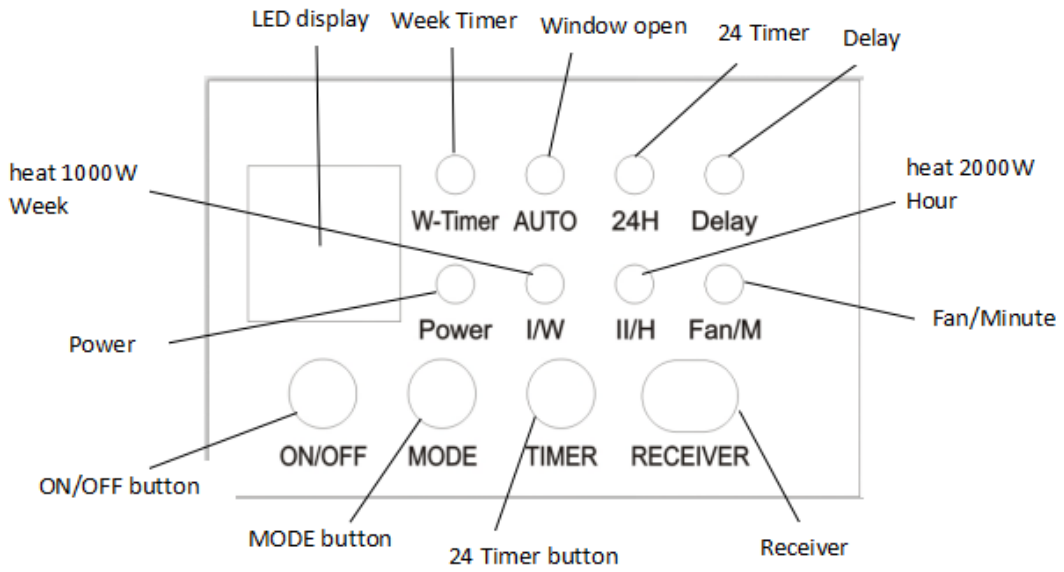 LED display
Week Timer
Window open
24 Timer
Delay
heat 1000W
Week
heat 2000W
Hour
W-Timer AUTO 24H Delay
Power I/W II/H Fan/M
Power
Fan/Minute
ON/OFF MODE TIMER RECEIVER
ON/OFF button
MODE button
24 Timer button
Receiver